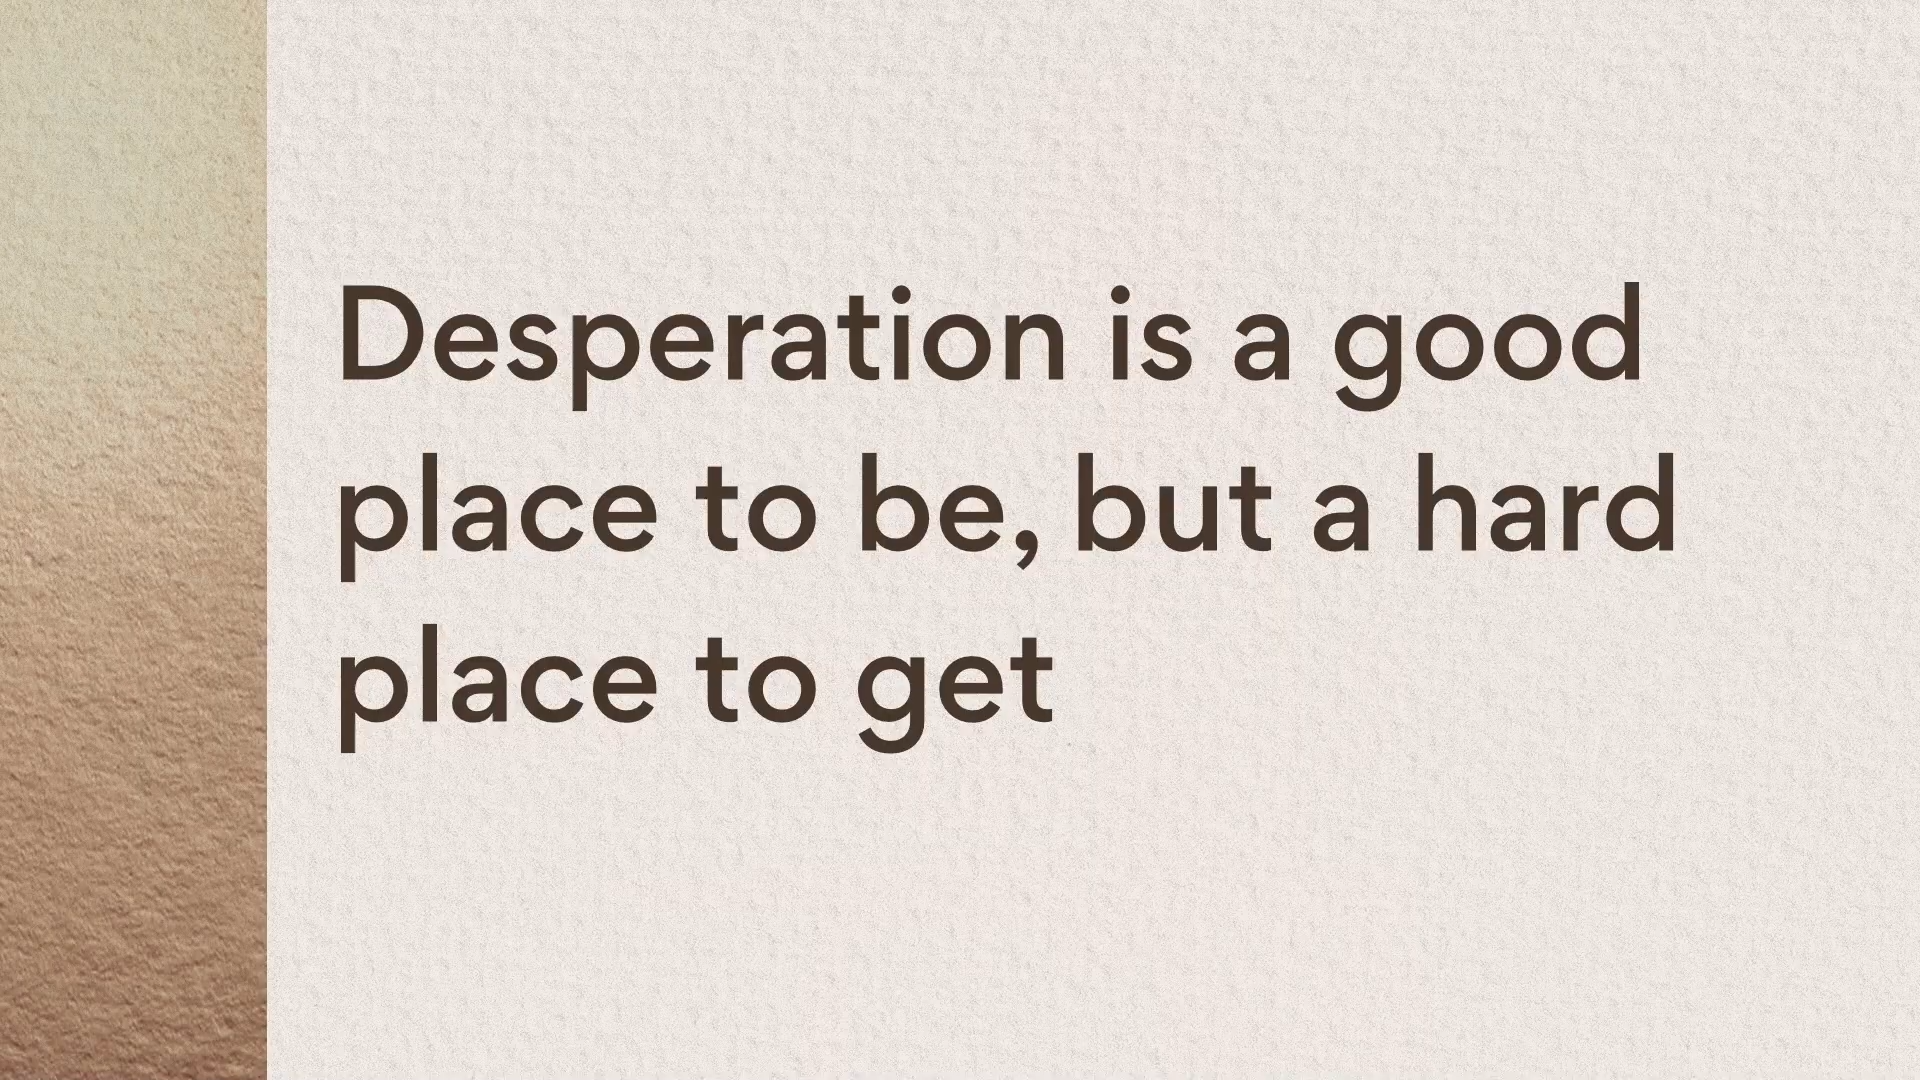 Desperation is a good
place to be, but a hard
place to get